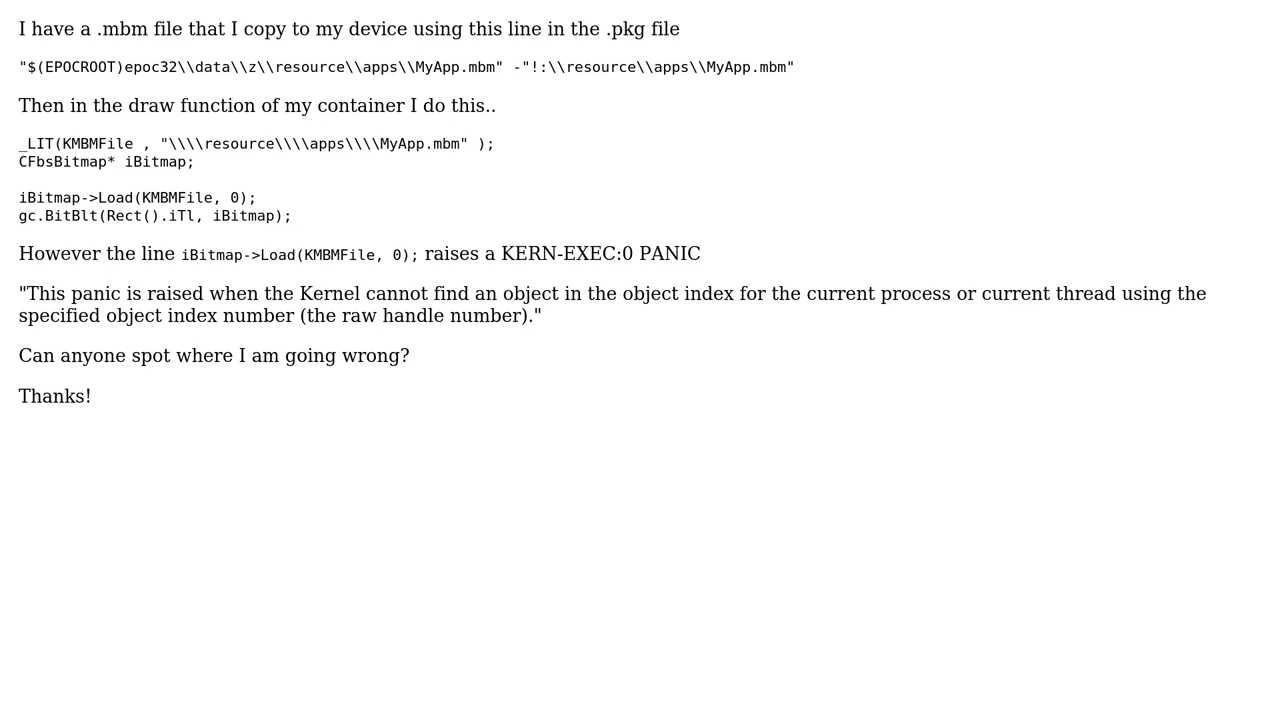 I have a .mbm file that I copy to my device using this line in the .pkg file
"$(EPOCROOT)epoc32\\data\\z\\resource\\apps\\MyApp.mbm" -"!:\\resource\\apps\\MyApp.mbm"
Then in the draw function of my container I do this..
_LIT(KMBMFile , "\\\\resource\\\\apps\\\\MyApp.mbm" );
CFbsBitmap* iBitmap;
iBitmap->Load(KMBMFile, 0);
gc.BitBlt(Rect().iTl, iBitmap);
However the line iBitmap->Load(KMBMFile, 0); raises a KERN-EXEC:0 PANIC
"This panic is raised when the Kernel cannot find an object in the object index for the current process or current thread using the
specified object index number (the raw handle number)."
Can anyone spot where I am going wrong?
Thanks!